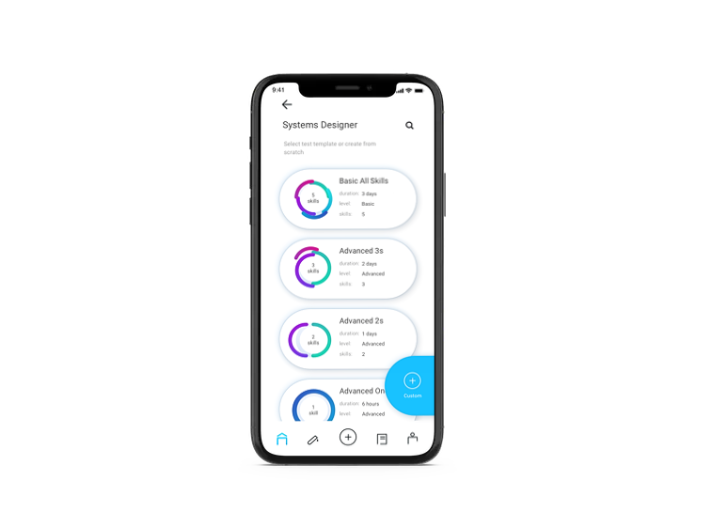 9:41
Systems Designer
Select test template or create from
scratch
Basic All Skills
5
skills
duration 3 days
level Basic
skills 5
Advanced 3s
3
skills
duration 2 days
level Advanced
skills 3
Advanced 2s
2
skills
duration 1 days
level Advanced
skills 2
Advanced On
1
skill
duration 6 hours
level Advanced
Custom